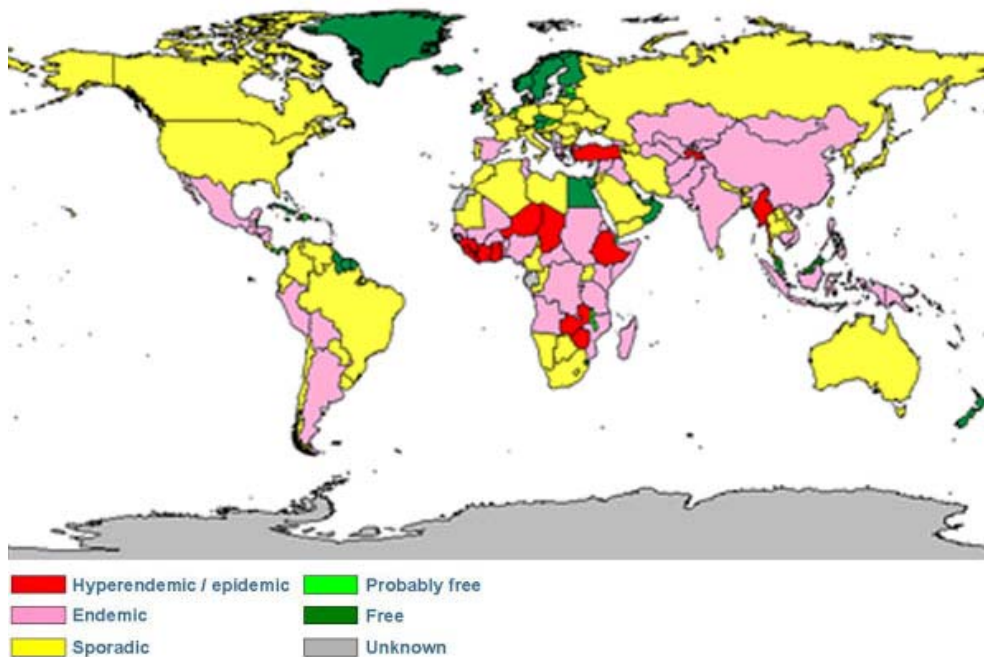 Hyperendemic / epidemic
Endemic
Sporadic
Probably free
Free
Unknown